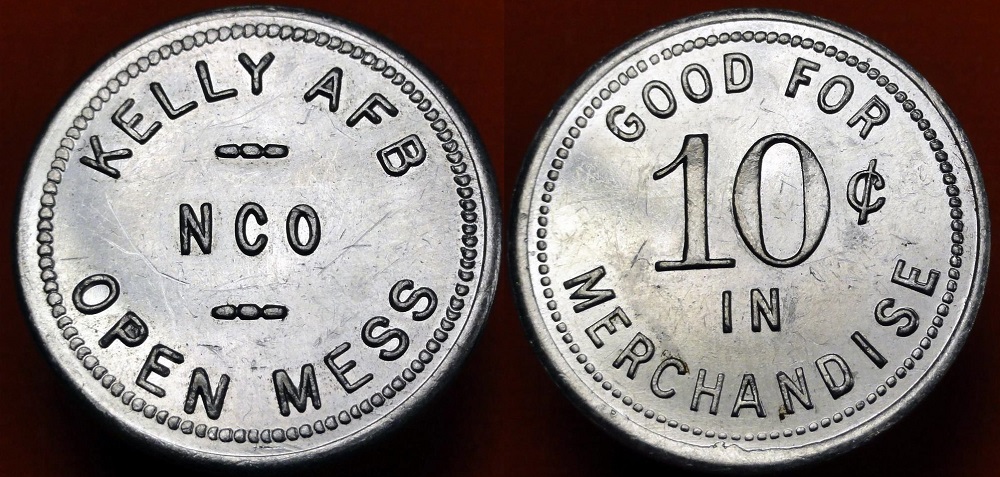 KELLY AFB
NCO
OPEN MESS
GOOD FOR
10¢
IN
MERCHANDISE